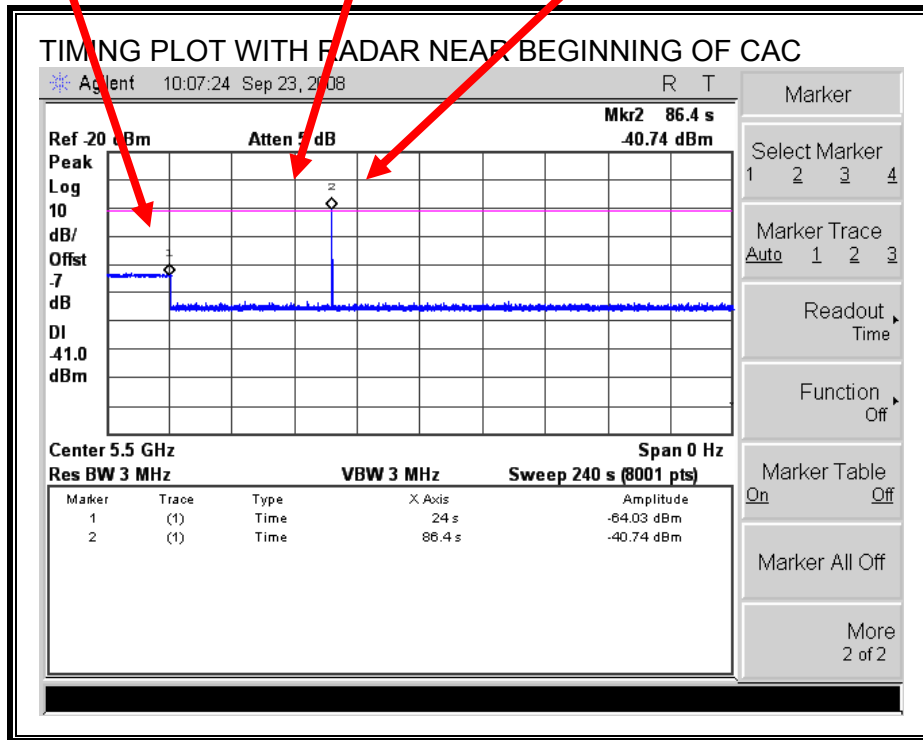 TIMING PLOT WITH RADAR NEAR BEGINNING OF CAC
Agilent 10:07:24 Sep 23, 2008 R T
Mkr2 86.4 s
Ref -20 dBm Atten 5 dB -40.74 dBm
Peak
Log
10
dB/
Offst
-7
dB
DI
-41.0
dBm
1
2
Center 5.5 GHz Span 0 Hz
Res BW 3 MHz VBW 3 MHz Sweep 240 s (8001 pts)
Marker Trace Type X Axis Amplitude
1 (1) Time 24 s -64.03 dBm
2 (1) Time 86.4 s -40.74 dBm
Marker
Select Marker
1 2 3 4
Marker Trace
Auto 1 2 3
Readout
Time
Function
Off
Marker Table
On Off
Marker All Off
More
2 of 2